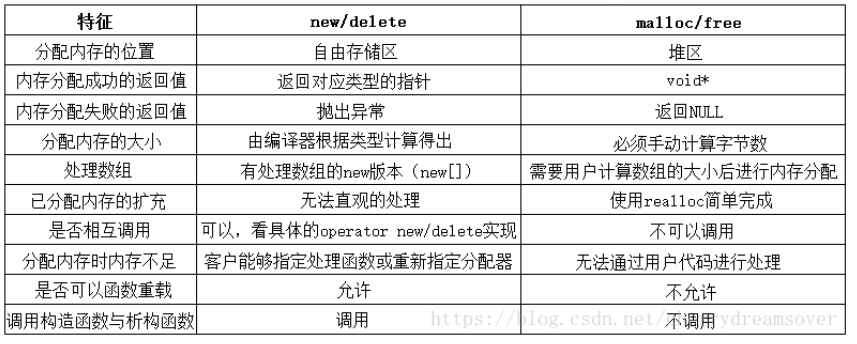 特征 new/delete malloc/free
分配内存的位置 自由存储区 堆区
内存分配成功的返回值 返回对应类型的指针 void*
内存分配失败的返回值 抛出异常 返回NULL
分配内存的大小 由编译器根据类型计算得出 必须手动计算字节数
处理数组 有处理数组的new版本（new[]） 需要用户计算数组的大小后进行内存分配
已分配内存的扩充 无法直观的处理 使用realloc简单完成
是否相互调用 可以，看具体的operator new/delete实现 不可以调用
分配内存时内存不足 客户能够指定处理函数或重新指定分配器 无法通过用户代码进行处理
是否可以函数重载 允许 不允许
调用构造函数与析构函数 调用 不调用
https://blog.csdn.net/